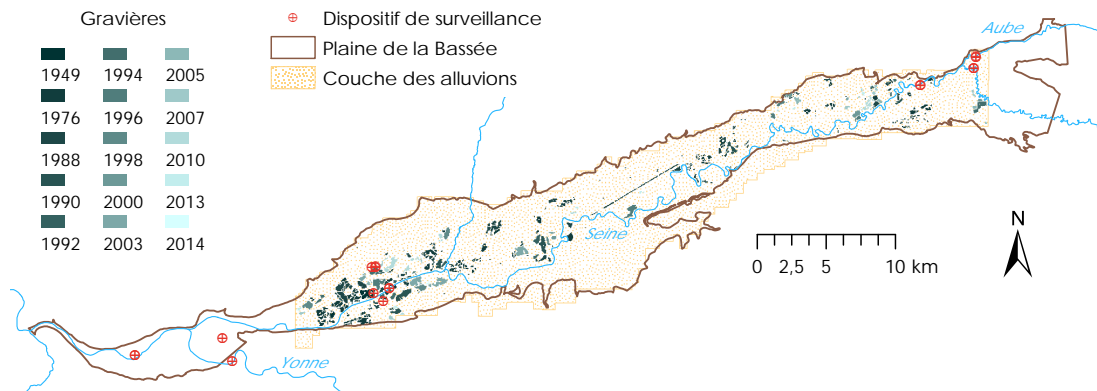 Gravières
1949 1994 2005
1976 1996 2007
1988 1998 2010
1990 2000 2013
1992 2003 2014
Dispositif de surveillance
Plaine de la Bassée
Couche des alluvions
Aube
Seine
Yonne
N
0 2,5 5 10 km